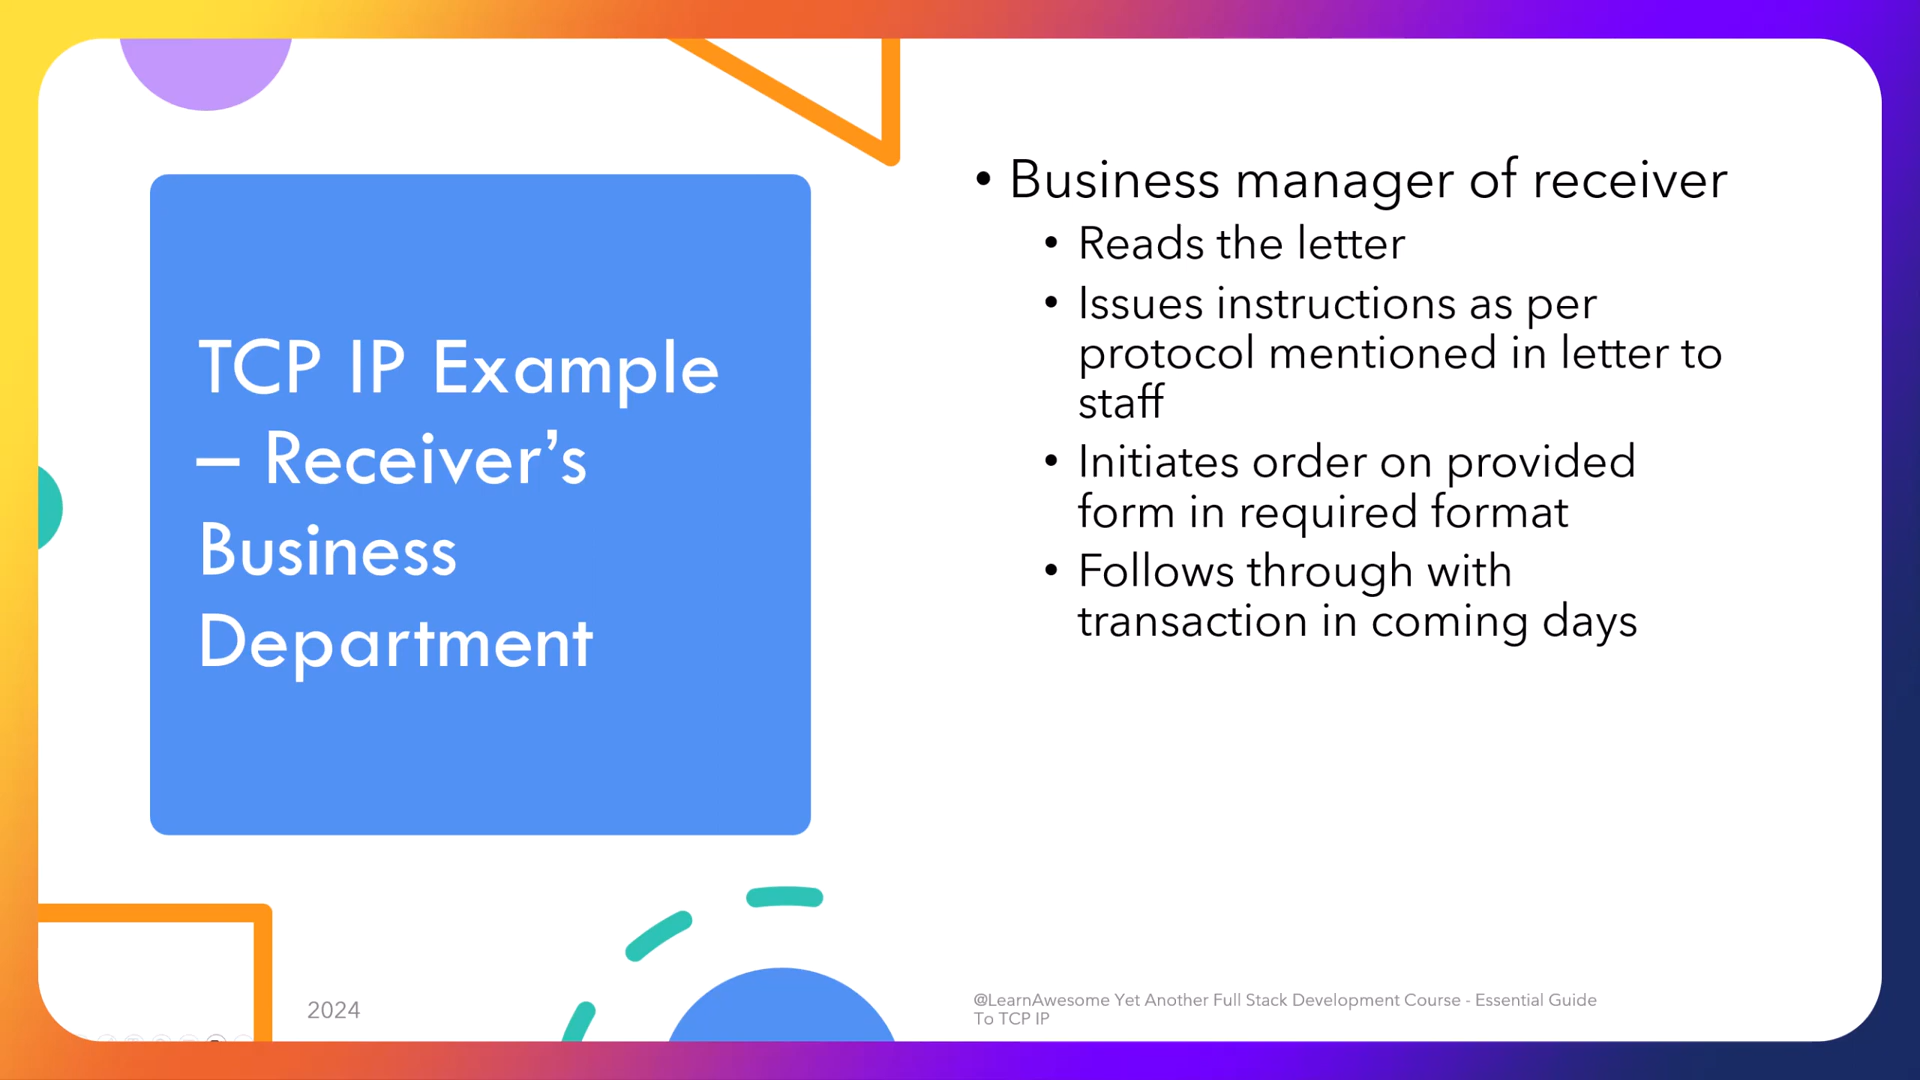 TCP IP Example
– Receiver’s
Business
Department
• Business manager of receiver
• Reads the letter
• Issues instructions as per
protocol mentioned in letter to
staff
• Initiates order on provided
form in required format
• Follows through with
transaction in coming days
2024
@LearnAwesome Yet Another Full Stack Development Course - Essential Guide
To TCP IP